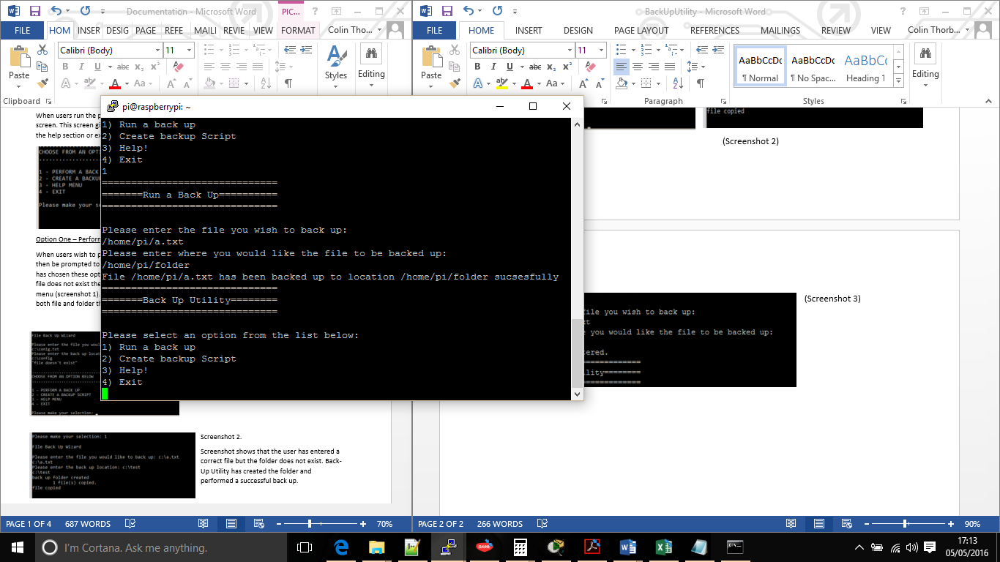 Documentation - Microsoft Word
PIC...
?
FILE
HOM
INSER
DESIG
PAGE
REFE
MAILI
REVIE
VIEW
FORMAT
Colin Thor...
Calibri (Body)
11
Paste
B I U abc x₂ x²
A Aa A A A
Styles
Editing
Clipboard
BackUpUtility - Microsoft Word
?
FILE
HOME
INSERT
DESIGN
PAGE LAYOUT
REFERENCES
MAILINGS
REVIEW
VIEW
Colin Thorb...
Calibri (Body)
11
Paste
B I U abc x₂ x²
A Aa A A
AaBbCcDc
¶ Normal
AaBbCcDc
¶ No Spac...
AaBbCc
Heading 1
Editing
Clipboard
Paragraph
Styles
When users run the p
screen. This screen gi
the help section or ex
CHOOSE FROM AN OPTI
1 - PERFORM A BACK
2 - CREATE A BACKU
3 - HELP MENU
4 - EXIT
Please make your se
Option One – Perform
When users wish to p
then be prompted to
has chosen these opt
file does not exist the
menu (screenshot 1).
both file and folder th
File Back Up Wizard
Please enter the file you woul
c:\conig.txt
Please enter the back up locat
c:\config
"file doesn't exist"
CHOOSE FROM AN OPTION BELOW
1 - PERFORM A BACK UP
2 - CREATE A BACKUP SCRIPT
3 - HELP MENU
4 - EXIT
Please make your selection:
Please make your selection: 1
File Back Up Wizard
Please enter the file you would like to back up: c:\a.txt
c:\a.txt
Please enter the back up location: c:\test
c:\test
back up folder created
1 file(s) copied.
file copied
Screenshot 2.
Screenshot shows that the user has entered a
correct file but the folder does not exist. Back-
Up Utility has created the folder and
performed a successful back up.
pi@raspberrypi: ~
1) Run a back up
2) Create backup Script
3) Help!
4) Exit
1
==============================
=======Run a Back Up==========
==============================
Please enter the file you wish to back up:
/home/pi/a.txt
Please enter where you would like the file to be backed up:
/home/pi/folder
File /home/pi/a.txt has been backed up to location /home/pi/folder sucsesfully
==============================
=======Back Up Utility========
==============================
Please select an option from the list below:
1) Run a back up
2) Create backup Script
3) Help!
4) Exit
file copied
(Screenshot 2)
file you wish to back up:
xt
e you would like the file to be backed up:
tered.
=============
ility========
=============
(Screenshot 3)
PAGE 1 OF 4
687 WORDS
70%
PAGE 2 OF 2
266 WORDS
90%
I'm Cortana. Ask me anything.
GAME
17:13
05/05/2016